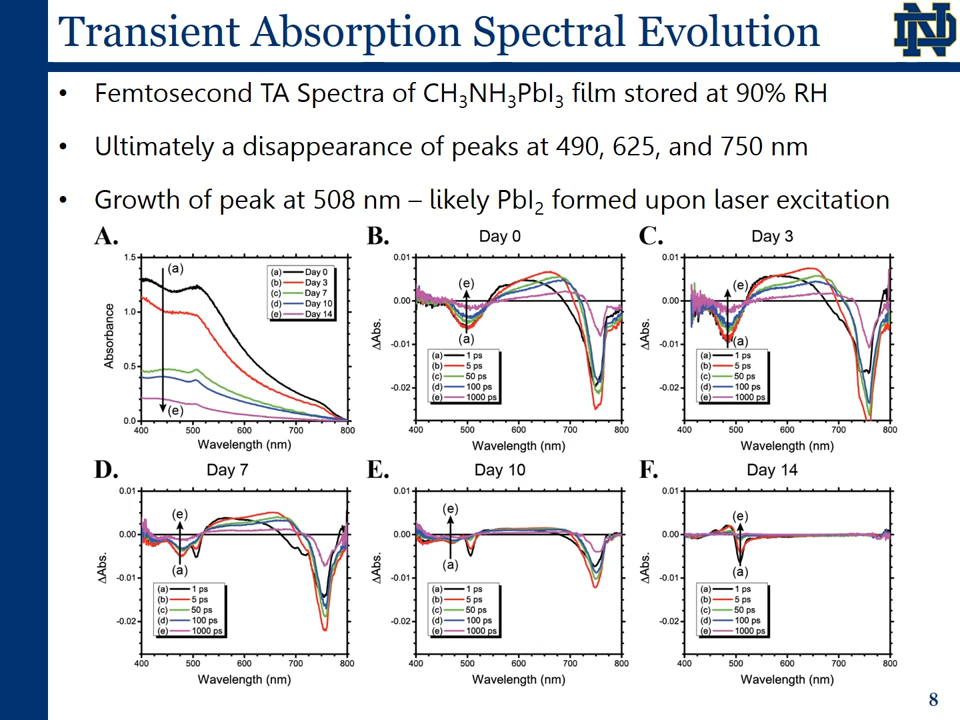 Transient Absorption Spectral Evolution
ND
• Femtosecond TA Spectra of CH3NH3PbI3 film stored at 90% RH
• Ultimately a disappearance of peaks at 490, 625, and 750 nm
• Growth of peak at 508 nm – likely PbI2 formed upon laser excitation
A.
1.5
1.0
0.5
0.0
Absorbance
(a)
(e)
(a) Day 0
(b) Day 3
(c) Day 7
(d) Day 10
(e) Day 14
400 500 600 700 800
Wavelength (nm)
B.
Day 0
0.01
0.00
-0.01
-0.02
ΔAbs.
(e)
(a)
(a) 1 ps
(b) 5 ps
(c) 50 ps
(d) 100 ps
(e) 1000 ps
400 500 600 700 800
Wavelength (nm)
C.
Day 3
0.01
0.00
-0.01
-0.02
ΔAbs.
(e)
(a)
(a) 1 ps
(b) 5 ps
(c) 50 ps
(d) 100 ps
(e) 1000 ps
400 500 600 700 800
Wavelength (nm)
D.
Day 7
0.01
0.00
-0.01
-0.02
ΔAbs.
(e)
(a)
(a) 1 ps
(b) 5 ps
(c) 50 ps
(d) 100 ps
(e) 1000 ps
400 500 600 700 800
Wavelength (nm)
E.
Day 10
0.01
0.00
-0.01
-0.02
ΔAbs.
(e)
(a)
(a) 1 ps
(b) 5 ps
(c) 50 ps
(d) 100 ps
(e) 1000 ps
400 500 600 700 800
Wavelength (nm)
F.
Day 14
0.01
0.00
-0.01
-0.02
ΔAbs.
(e)
(a)
(a) 1 ps
(b) 5 ps
(c) 50 ps
(d) 100 ps
(e) 1000 ps
400 500 600 700 800
Wavelength (nm)
8